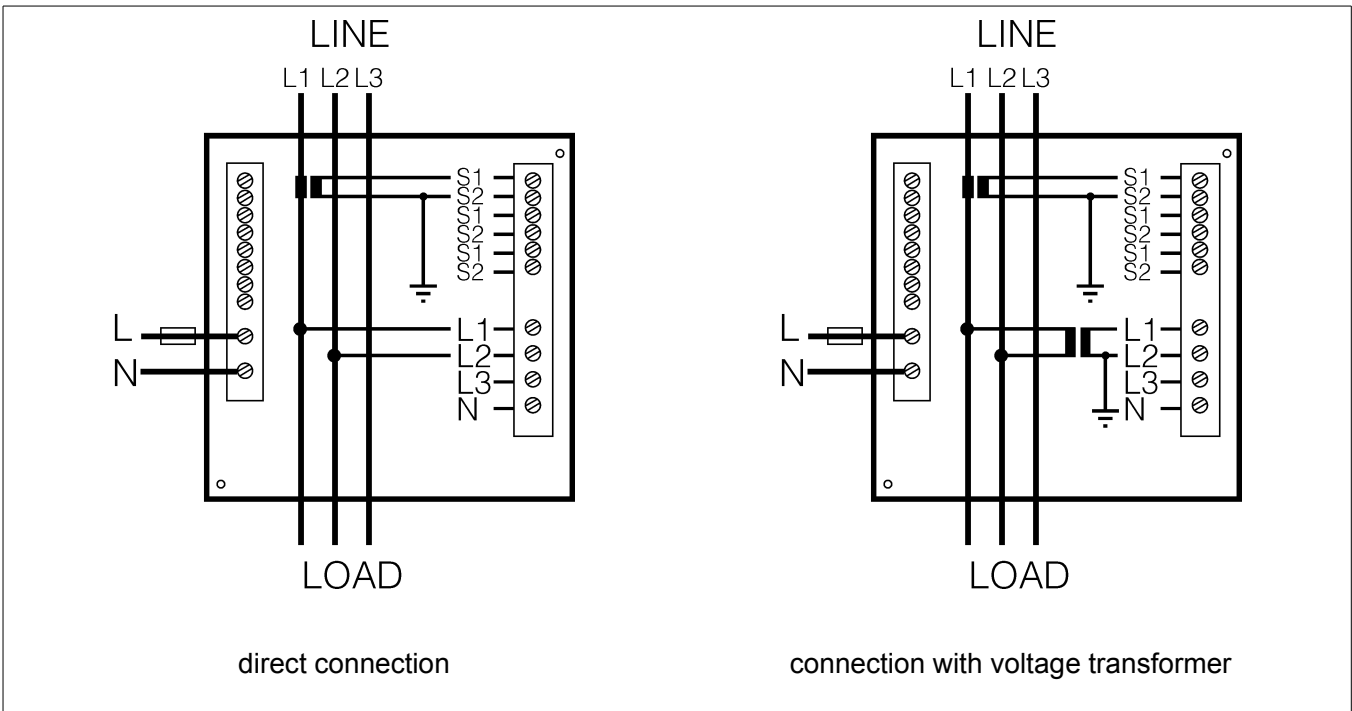 LINE
L1 L2 L3
S1
S2
S1
S2
S1
S2
L
N
L1
L2
L3
N
LOAD
direct connection
LINE
L1 L2 L3
S1
S2
S1
S2
S1
S2
L
N
L1
L2
L3
N
LOAD
connection with voltage transformer